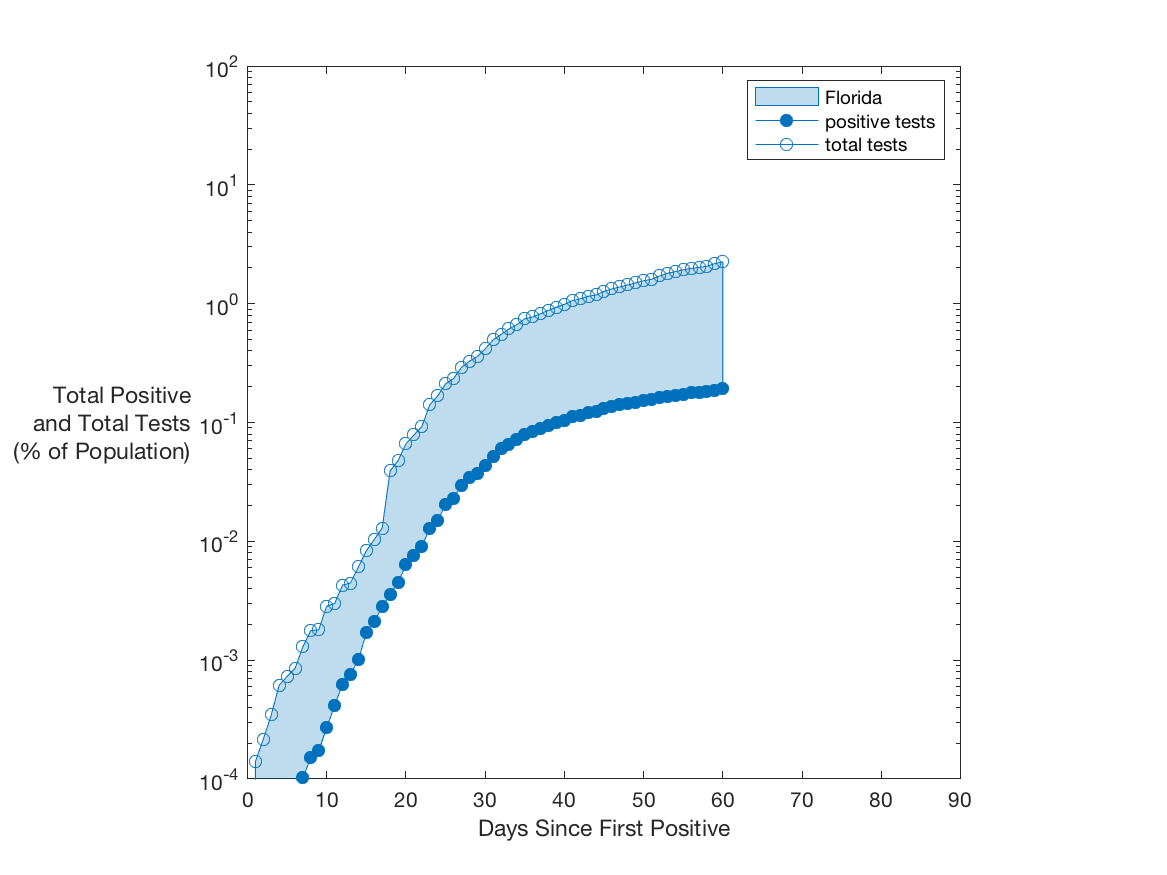 10^2
10^1
10^0
10^-1
10^-2
10^-3
10^-4
Total Positive
and Total Tests
(% of Population)
Florida
positive tests
total tests
0 10 20 30 40 50 60 70 80 90
Days Since First Positive